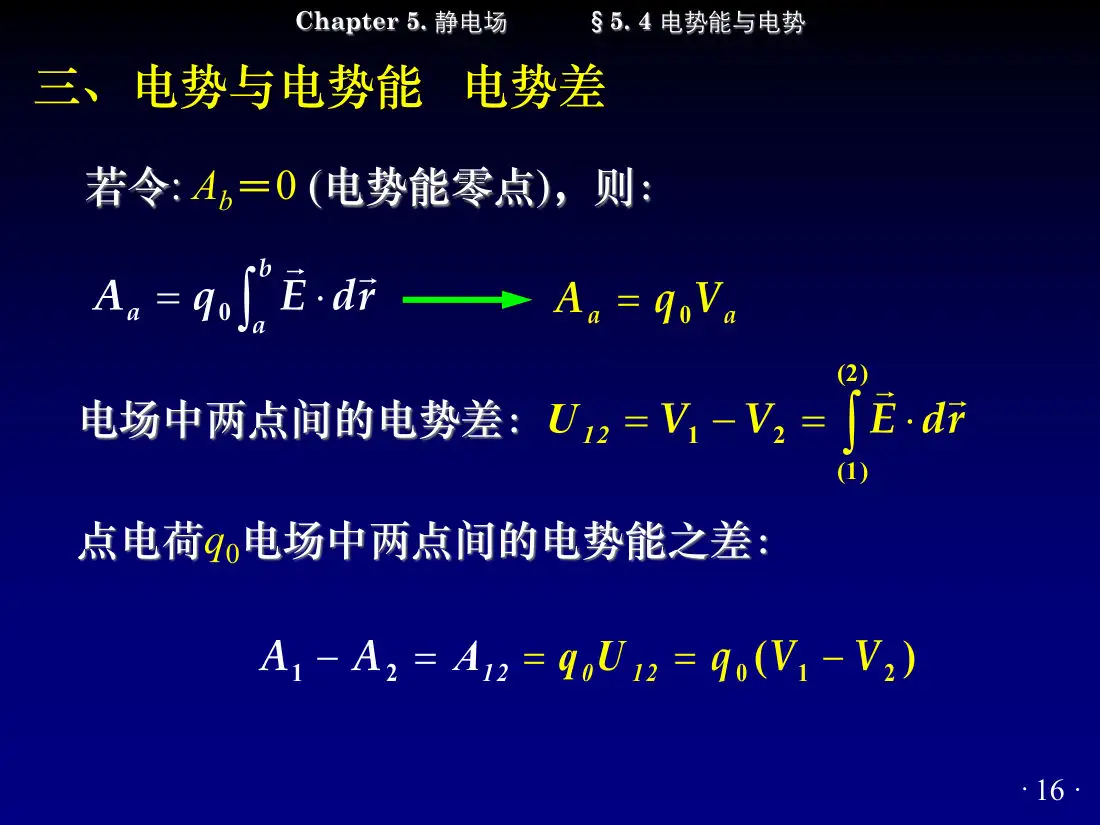 Chapter 5. 静电场 §5. 4 电势能与电势
三、电势与电势能 电势差
若令: A_b＝0 (电势能零点)，则：
A_a = q_0 ∫_a^b E⃗ · dr⃗ → A_a = q_0 V_a
电场中两点间的电势差：U_12 = V_1 − V_2 = ∫_(1)^(2) E⃗ · dr⃗
点电荷q_0电场中两点间的电势能之差：
A_1 − A_2 = A_12 = q_0 U_12 = q_0 (V_1 − V_2)
· 16 ·